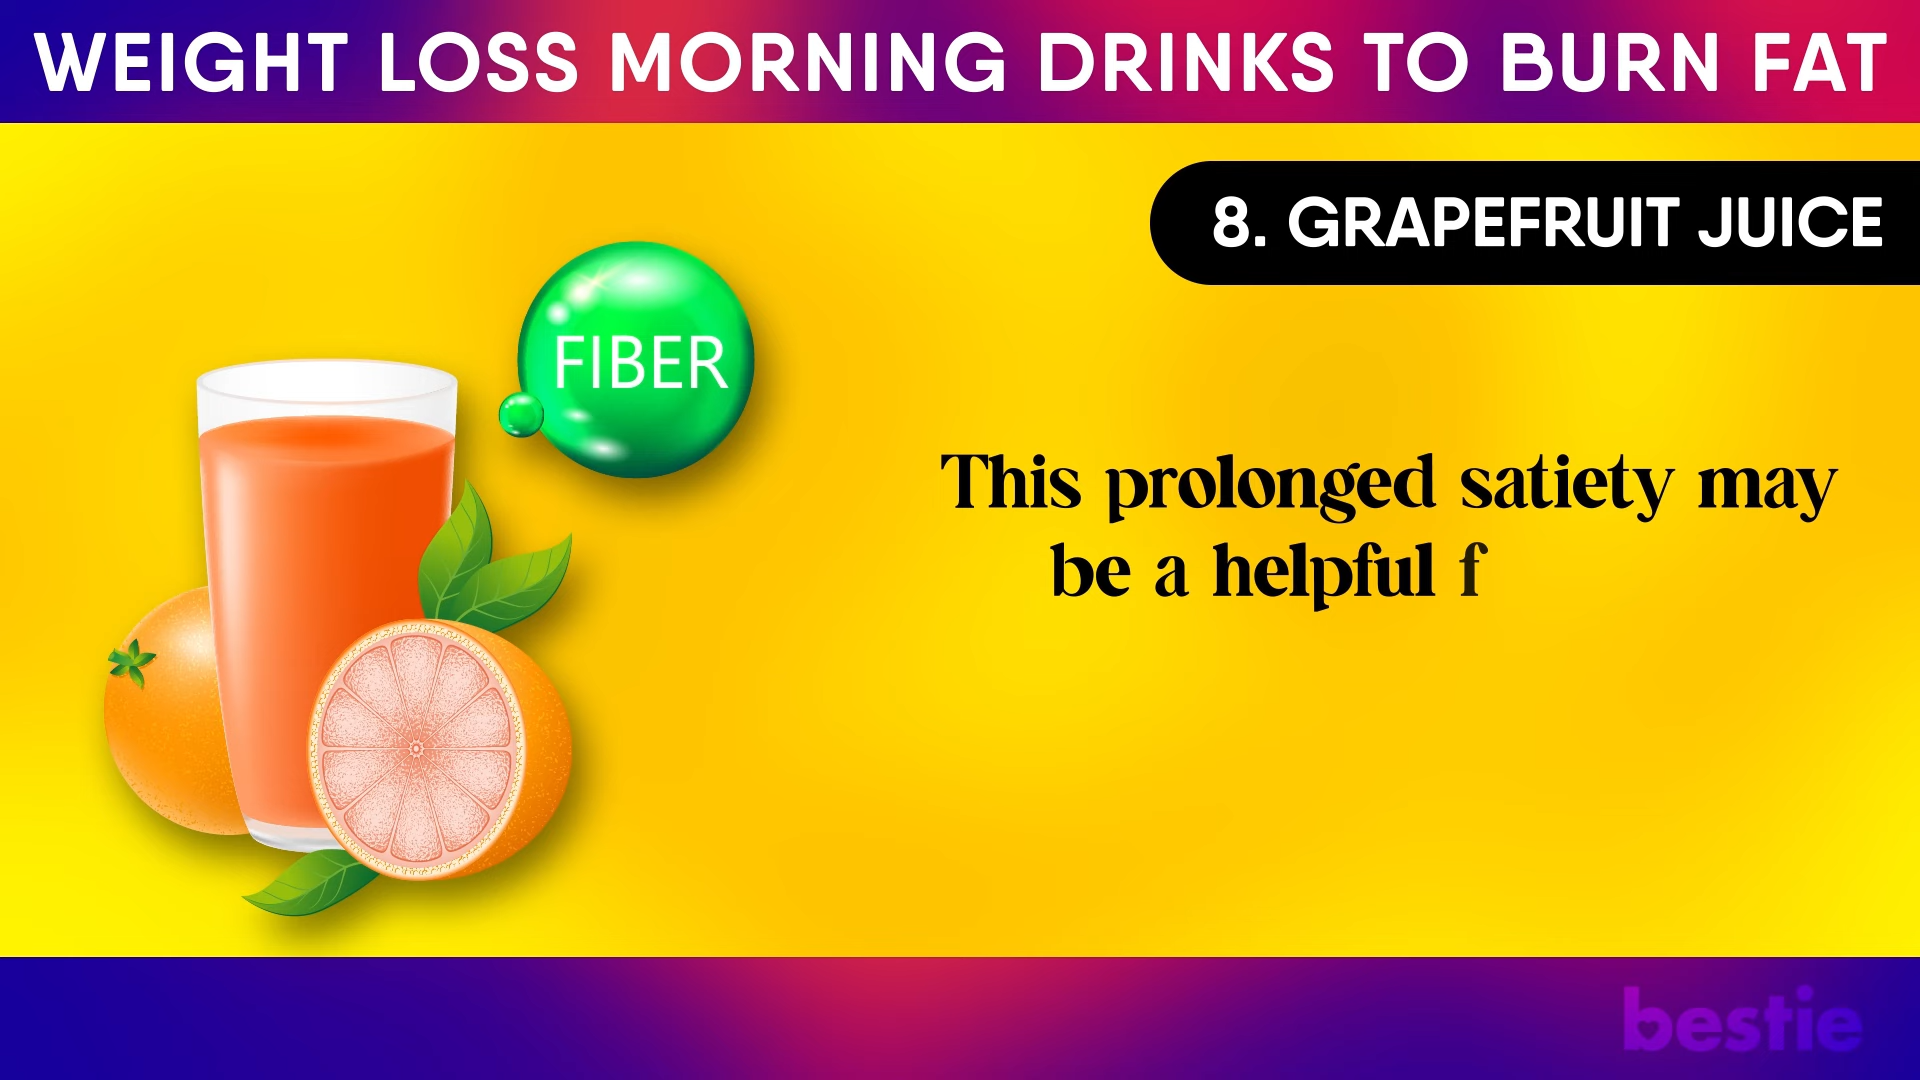 WEIGHT LOSS MORNING DRINKS TO BURN FAT
8. GRAPEFRUIT JUICE
FIBER
This prolonged satiety may
be a helpful f
bestie